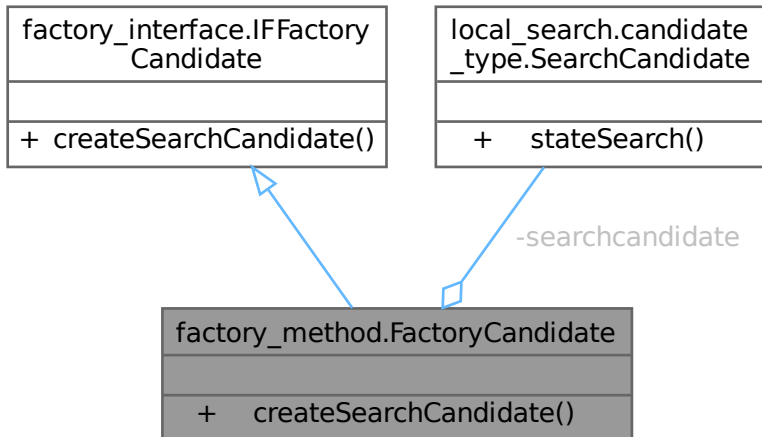 factory_interface.IFFactory
Candidate
+ createSearchCandidate()
local_search.candidate
_type.SearchCandidate
+ stateSearch()
-searchcandidate
factory_method.FactoryCandidate
+ createSearchCandidate()